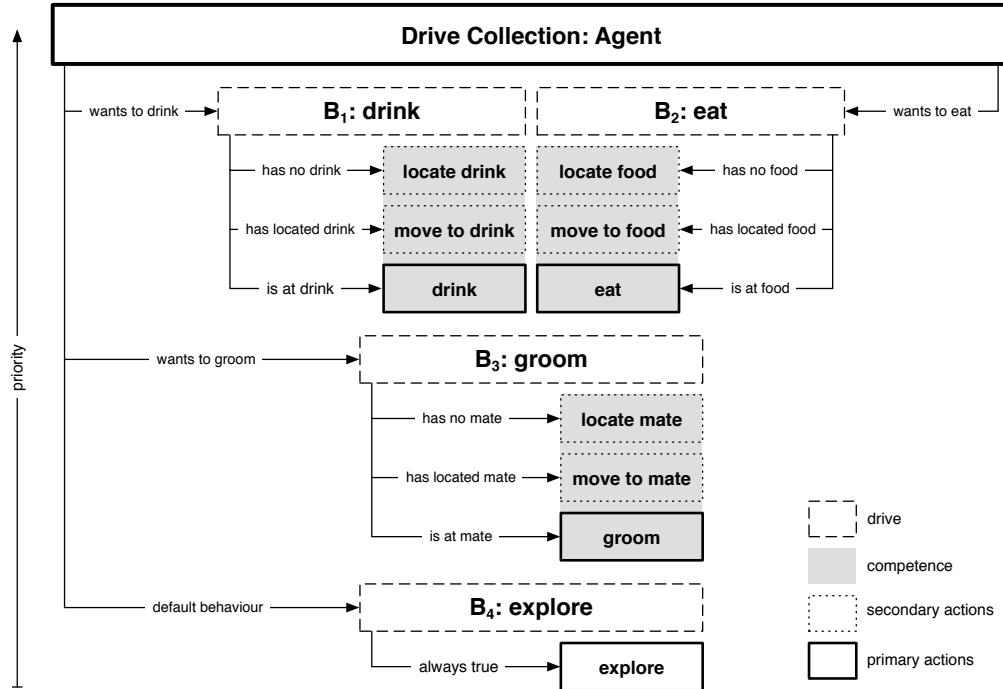 Drive Collection: Agent
wants to drink
B₁: drink
B₂: eat
wants to eat
has no drink
locate drink
locate food
has no food
has located drink
move to drink
move to food
has located food
is at drink
drink
eat
is at food
priority
wants to groom
B₃: groom
has no mate
locate mate
has located mate
move to mate
is at mate
groom
default behaviour
B₄: explore
always true
explore
drive
competence
secondary actions
primary actions